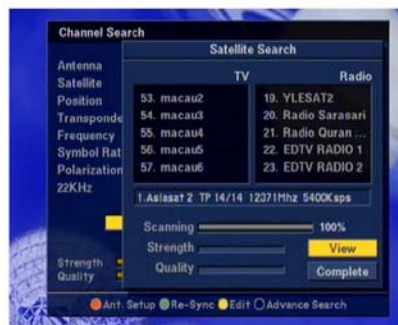 Channel Search
Satellite Search
Antenna
Satellite
Position
Transponde
Frequency
Symbol Rat
Polarization
22KHz
TV
53. macau2
54. macau3
55. macau4
56. macau5
57. macau6
Radio
19. YLESAT2
20. Radio Sarasari
21. Radio Quran ...
22. EDTV RADIO 1
23. EDTV RADIO 2
1.Asiasat 2 TP 14/14 12371Mhz 5400Ksps
Scanning 100%
Strength
Quality
View
Complete
Strength
Quality
Ant. Setup Re-Sync Edit Advance Search